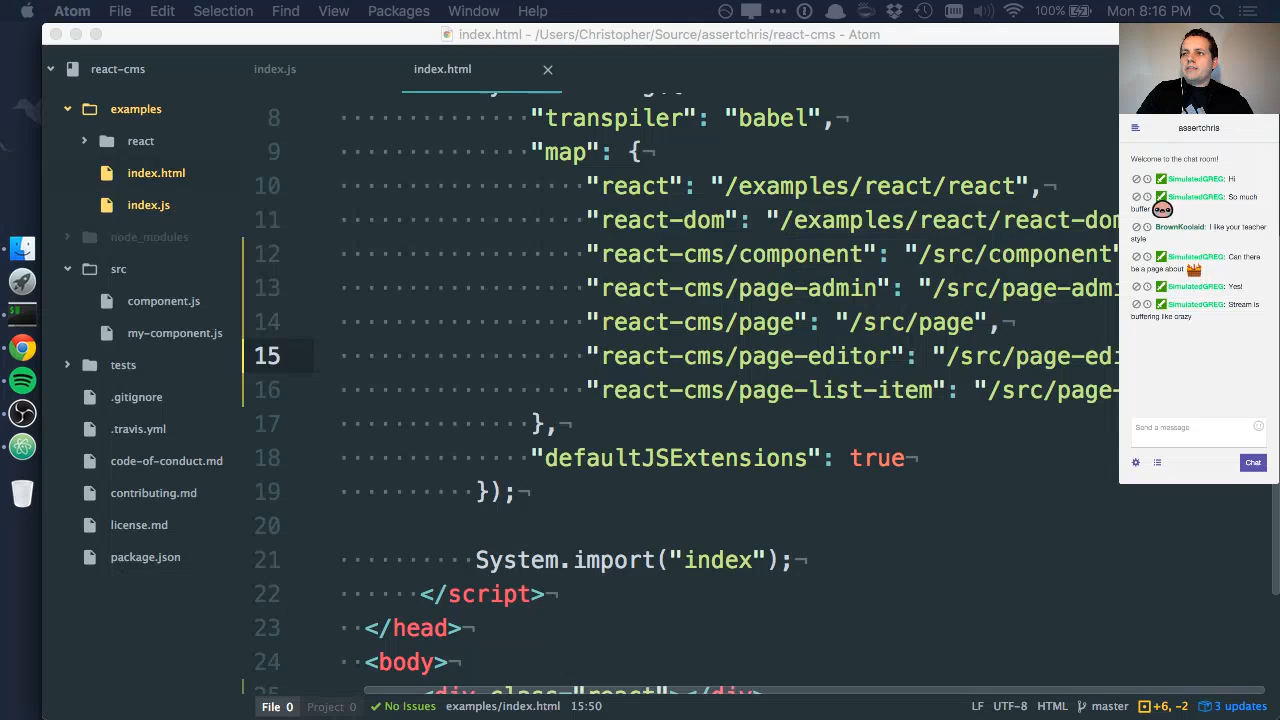 Atom File Edit Selection Find View Packages Window Help 100% Mon 8:16 PM
index.html - /Users/Christopher/Source/assertchris/react-cms - Atom
react-cms
examples
react
index.html
index.js
node_modules
src
component.js
my-component.js
tests
.gitignore
.travis.yml
code-of-conduct.md
contributing.md
license.md
package.json
index.js index.html
8 "transpiler": "babel",¬
9 "map": {¬
10 "react": "/examples/react/react",¬
11 "react-dom": "/examples/react/react-dom
12 "react-cms/component": "/src/component"
13 "react-cms/page-admin": "/src/page-admi
14 "react-cms/page": "/src/page",¬
15 "react-cms/page-editor": "/src/page-edi
16 "react-cms/page-list-item": "/src/page-
17 },¬
18 "defaultJSExtensions": true¬
19 });¬
20 ¬
21 System.import("index");¬
22 </script>¬
23 </head>¬
24 <body>¬
25 <div class="react"></div>¬
File 0 Project 0 No Issues examples/index.html 15:50 LF UTF-8 HTML master +6, -2 3 updates
assertchris
Welcome to the chat room!
SimulatedGREG: Hi
SimulatedGREG: So much
buffer
BrownKoolaid: I like your teacher
style
SimulatedGREG: Can there
be a page about
SimulatedGREG: Yes!
SimulatedGREG: Stream is
buffering like crazy
Send a message
Chat